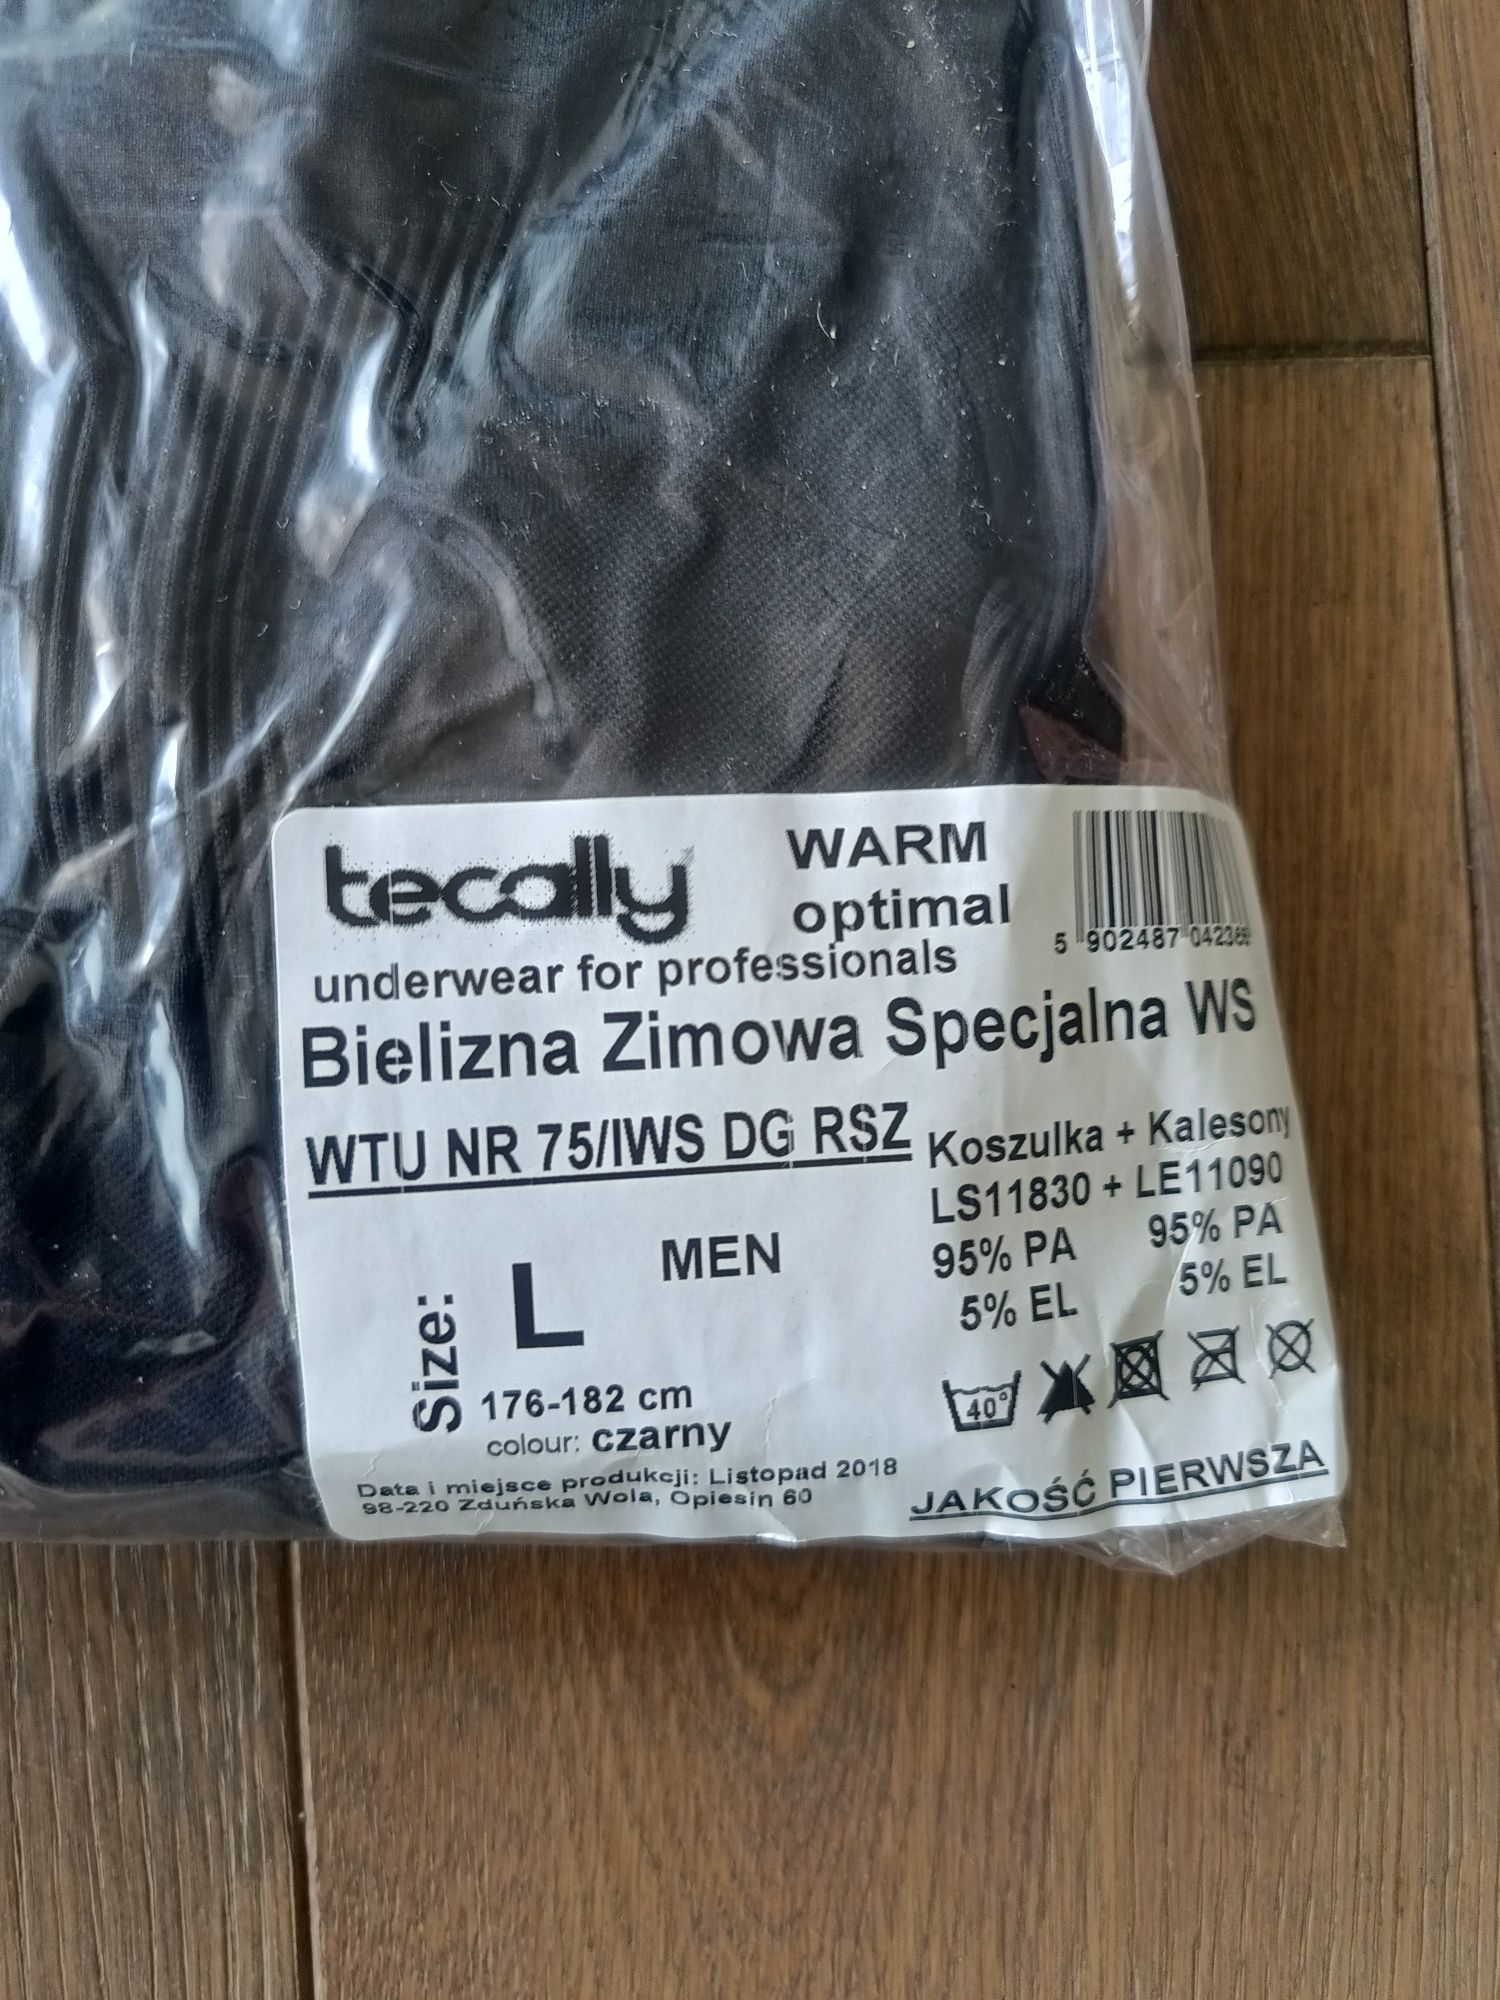 tecally
WARM
optimal
underwear for professionals
5 902487
Bielizna Zimowa Specjalna WS
WTU NR 75/IWS DG RSZ
Koszulka + Kalesony
LS11830 + LE11090
95% PA 95% PA
5% EL 5% EL
Size: L MEN
176-182 cm
colour: czarny
40°
Data i miejsce produkcji: Listopad 2018
98-220 Zduńska Wola, Opiesin 60
JAKOŚĆ PIERWSZA